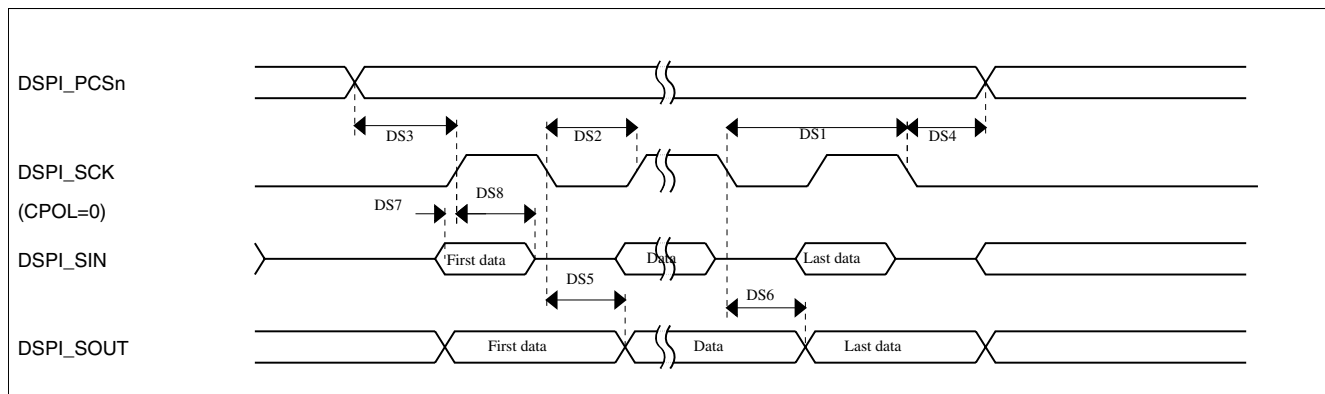 DSPI_PCSn
DS3
DS2
DS1
DS4
DSPI_SCK
(CPOL=0)
DS7
DS8
DSPI_SIN
First data
Data
Last data
DS5
DS6
DSPI_SOUT
First data
Data
Last data